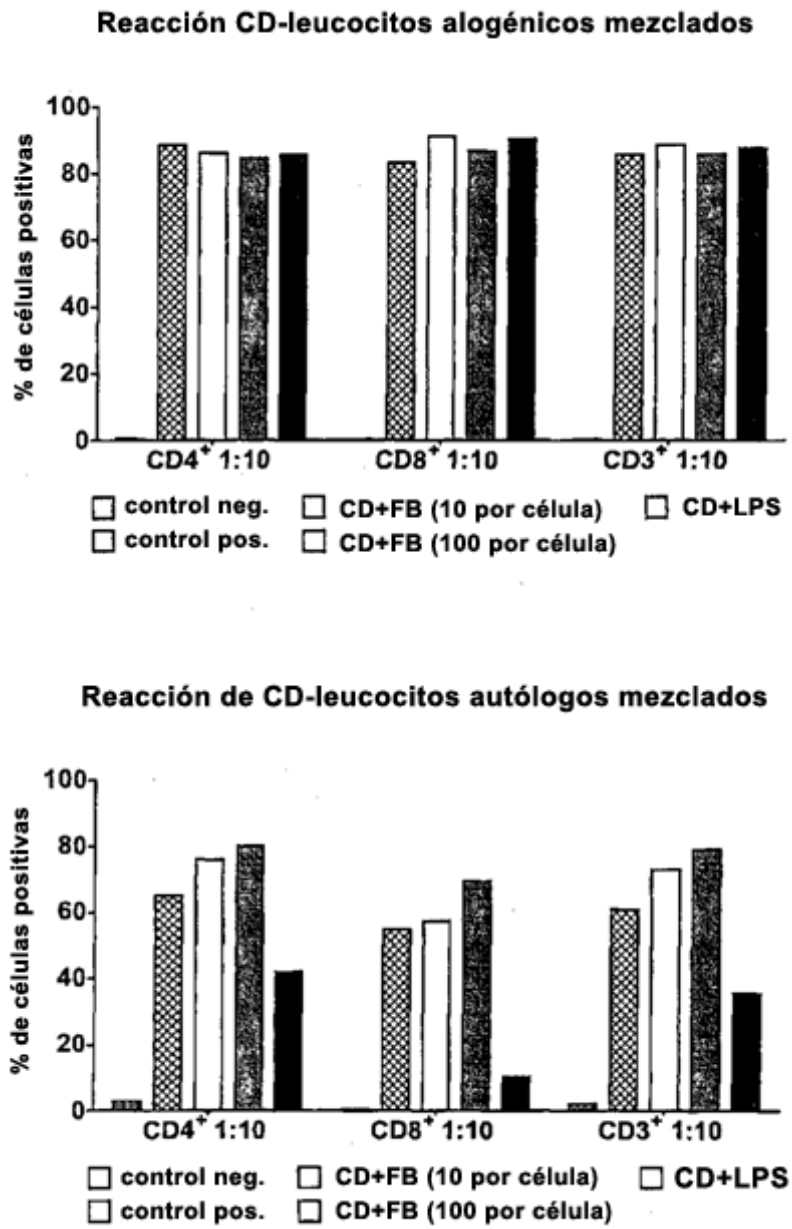 Reacción CD-leucocitos alogénicos mezclados
% de células positivas
100
80
60
40
20
0
CD4+ 1:10 CD8+ 1:10 CD3+ 1:10
control neg. CD+FB (10 por célula) CD+LPS
control pos. CD+FB (100 por célula)
Reacción de CD-leucocitos autólogos mezclados
% de células positivas
100
80
60
40
20
0
CD4+ 1:10 CD8+ 1:10 CD3+ 1:10
control neg. CD+FB (10 por célula) CD+LPS
control pos. CD+FB (100 por célula)